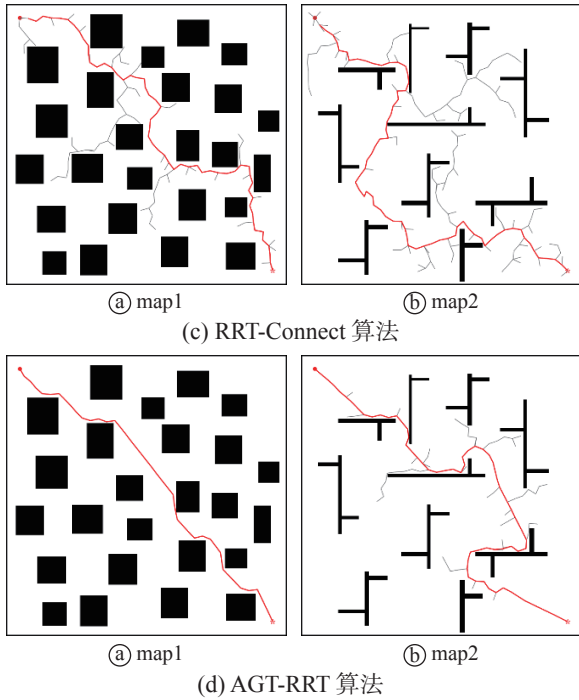 ⓐ map1 ⓑ map2
(c) RRT-Connect 算法
ⓐ map1 ⓑ map2
(d) AGT-RRT 算法